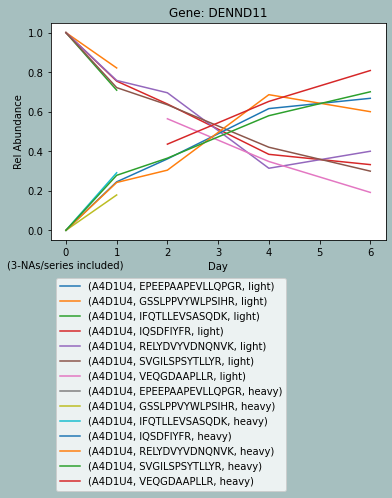 Gene: DENND11
Rel Abundance
1.0
0.8
0.6
0.4
0.2
0.0
0 1 2 3 4 5 6
(3-NAs/series included)
Day
(A4D1U4, EPEEPAAPEVLLQPGR, light)
(A4D1U4, GSSLPPVYWLPSIHR, light)
(A4D1U4, IFQTLLEVSASQDK, light)
(A4D1U4, IQSDFIYFR, light)
(A4D1U4, RELYDVYVDNQNVK, light)
(A4D1U4, SVGILSPSYTLLYR, light)
(A4D1U4, VEQGDAAPLLR, light)
(A4D1U4, EPEEPAAPEVLLQPGR, heavy)
(A4D1U4, GSSLPPVYWLPSIHR, heavy)
(A4D1U4, IFQTLLEVSASQDK, heavy)
(A4D1U4, IQSDFIYFR, heavy)
(A4D1U4, RELYDVYVDNQNVK, heavy)
(A4D1U4, SVGILSPSYTLLYR, heavy)
(A4D1U4, VEQGDAAPLLR, heavy)